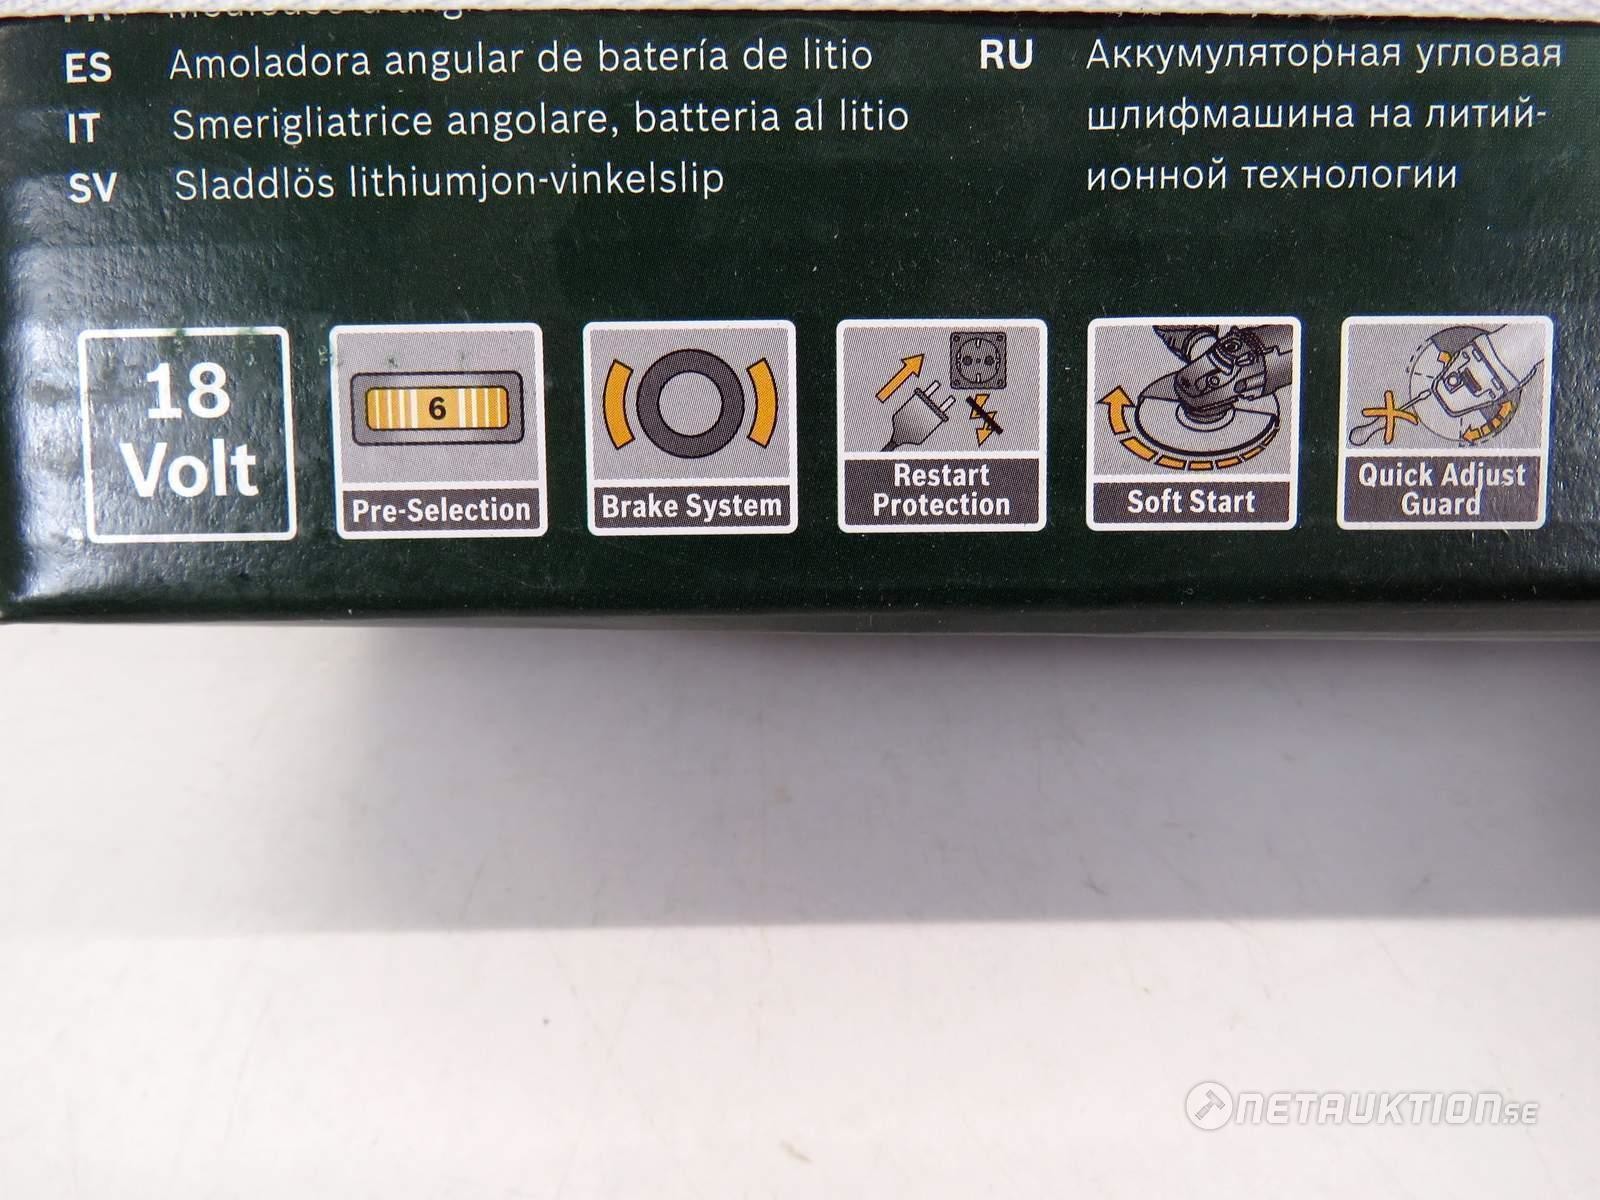 ES Amoladora angular de batería de litio
IT Smerigliatrice angolare, batteria al litio
SV Sladdlös lithiumjon-vinkelslip
RU Аккумуляторная угловая
шлифмашина на литий-
ионной технологии
18
Volt
6
Pre-Selection
Brake System
Restart
Protection
Soft Start
Quick Adjust
Guard
NETAUKTION.SE